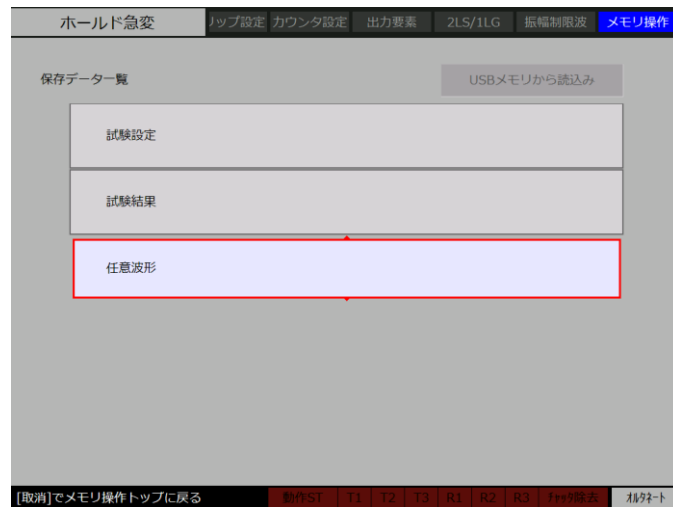 ホールド急変 リップ設定 カウンタ設定 出力要素 2LS/1LG 振幅制限波 メモリ操作
保存データ一覧 USBメモリから読込み
試験設定
試験結果
任意波形
[取消]でメモリ操作トップに戻る 動作ST T1 T2 T3 R1 R2 R3 ﾁｬｯﾀ除去 ｵﾙﾀﾈｰﾄ